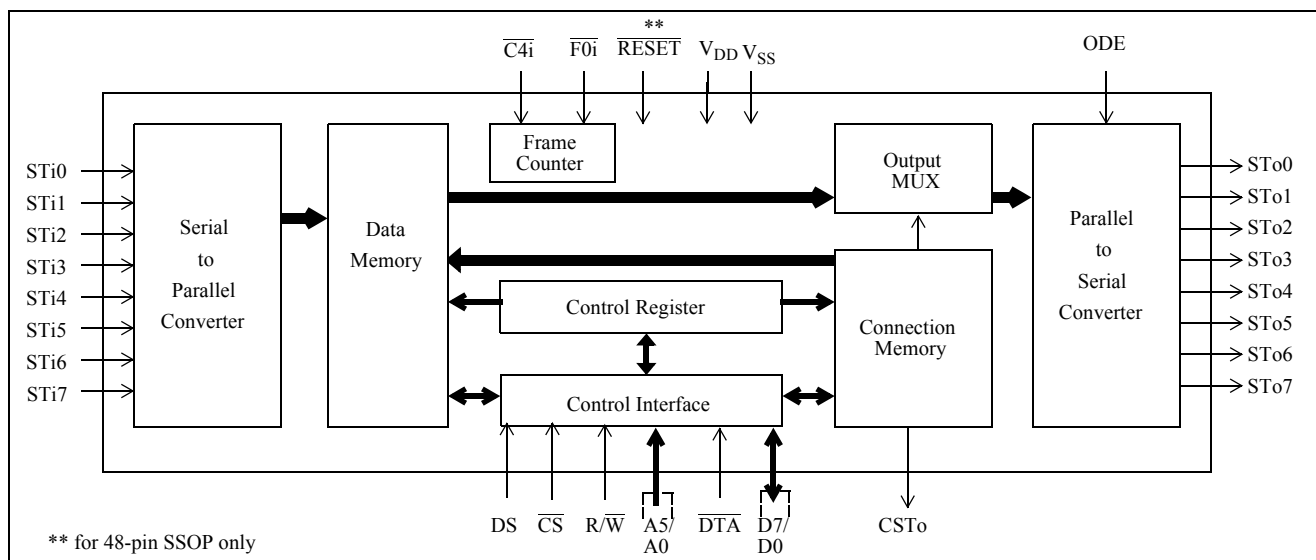 **
C4i F0i RESET VDD VSS ODE
Frame
Counter
Output
MUX
STi0
STi1
STi2
STi3
STi4
STi5
STi6
STi7
Serial
to
Parallel
Converter
Data
Memory
Control Register
Connection
Memory
Control Interface
Parallel
to
Serial
Converter
STo0
STo1
STo2
STo3
STo4
STo5
STo6
STo7
DS CS R/W A5/ DTA D7/ CSTo
A0 D0
** for 48-pin SSOP only